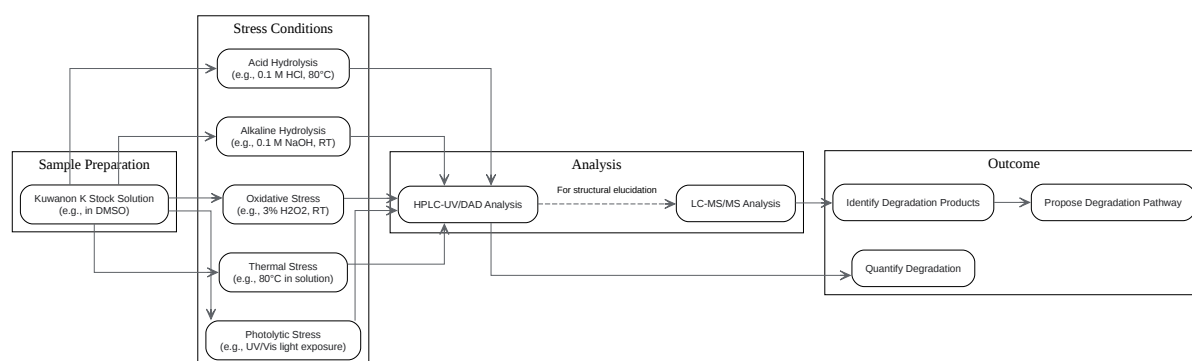 Stress Conditions
Acid Hydrolysis
(e.g., 0.1 M HCl, 80°C)
Alkaline Hydrolysis
(e.g., 0.1 M NaOH, RT)
Sample Preparation
Kuwanon K Stock Solution
(e.g., in DMSO)
Oxidative Stress
(e.g., 3% H2O2, RT)
Thermal Stress
(e.g., 80°C in solution)
Photolytic Stress
(e.g., UV/Vis light exposure)
Analysis
HPLC-UV/DAD Analysis
For structural elucidation
LC-MS/MS Analysis
Outcome
Identify Degradation Products
Propose Degradation Pathway
Quantify Degradation